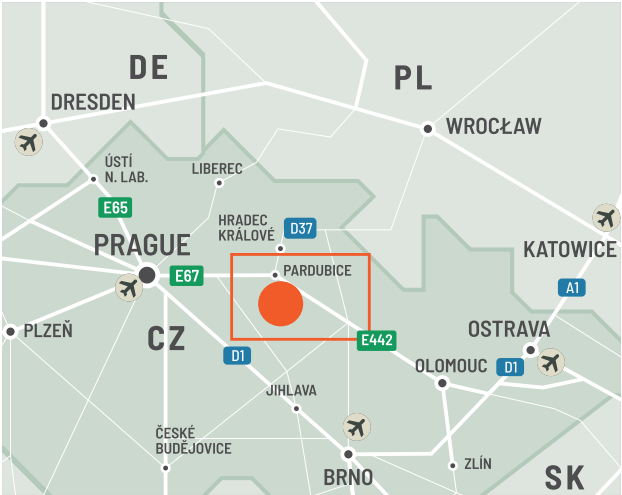 DE
PL
DRESDEN
WROCŁAW
ÚSTÍ
N. LAB.
LIBEREC
E65
HRADEC
KRÁLOVÉ
D37
PRAGUE
KATOWICE
E67
PARDUBICE
A1
PLZEŇ
CZ
E442
OSTRAVA
D1
OLOMOUC
D1
JIHLAVA
ČESKÉ
BUDĚJOVICE
BRNO
ZLÍN
SK